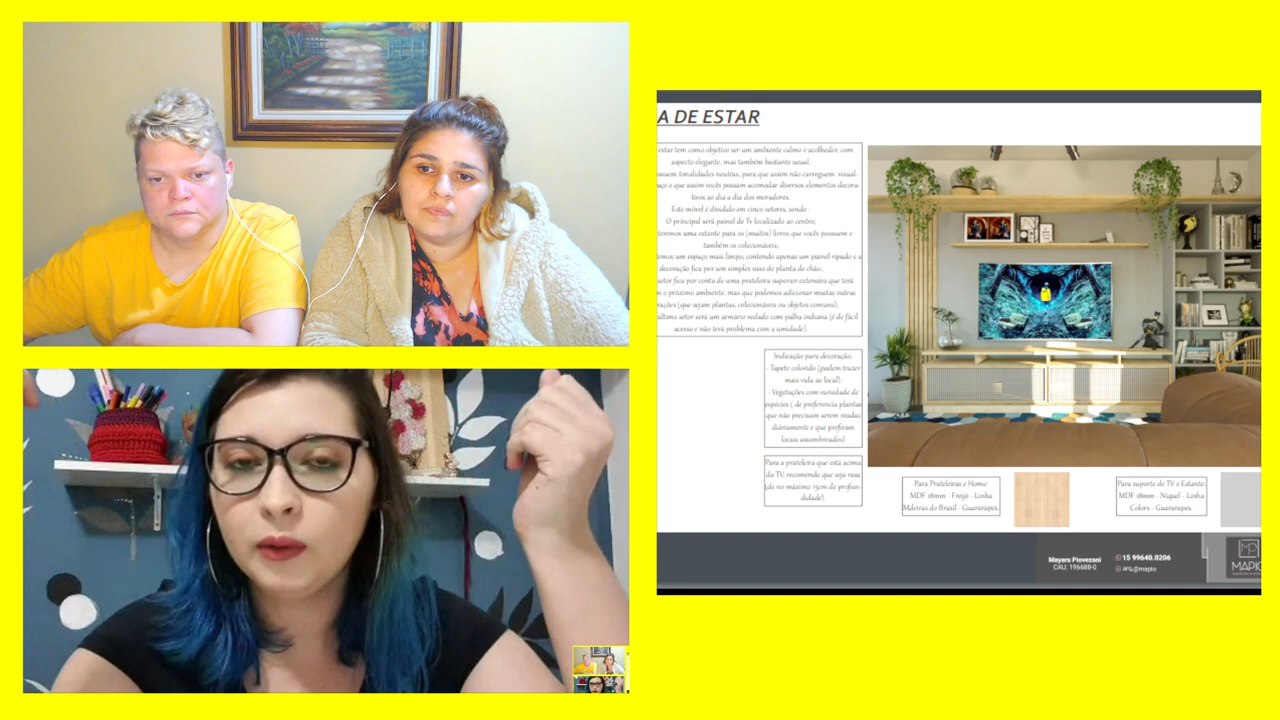 A DE ESTAR
estar tem como objetivo ser um ambiente calmo e acolhedor, com
aspecto elegante, mas também bastante usual.
ssuem tonalidades neutras, para que assim não carreguem visual-
aço e que assim vocês possam acomodar diversos elementos decora-
tivos ao dia a dia dos moradores.
Este móvel é dividido em cinco setores, sendo :
O principal será painel de Tv localizado ao centro,
teremos uma estante para os (muitos) livros que vocês possuem e
também os colecionáveis;
temos um espaço mais limpo, contendo apenas um painel ripado e a
decoração fica por um simples vaso de planta de chão;
setor fica por conta de uma prateleira superior extensiva que terá
m o próximo ambiente, mas que podemos adicionar muitas outras
rações (que sejam plantas, colecionáveis ou objetos comuns);
último setor será um armário vedado com palha indiana (é de fácil
acesso e não terá problema com a umidade).
Indicação para decoração:
- Tapete colorido (podem trazer
mais vida ao local).
- Vegetações com variedade de
espécies ( de preferencia plantas
que não precisam serem regadas
diáriamente e que prefiram
locais assombreados)
Para a prateleira que está acima
da TV, recomendo que seja rasa
(de no máximo 15cm de profun-
didade).
Para Prateleiras e Home:
MDF 18mm - Freijó - Linha
Mdeiras do Brasil - Guararapes.
Para suporte de TV e Estante:
MDF 18mm - Níquel - Linha
Colors - Guararapes.
Mayara Piovezani
CAU: 196688-0
15 99640.0206
MAPIO